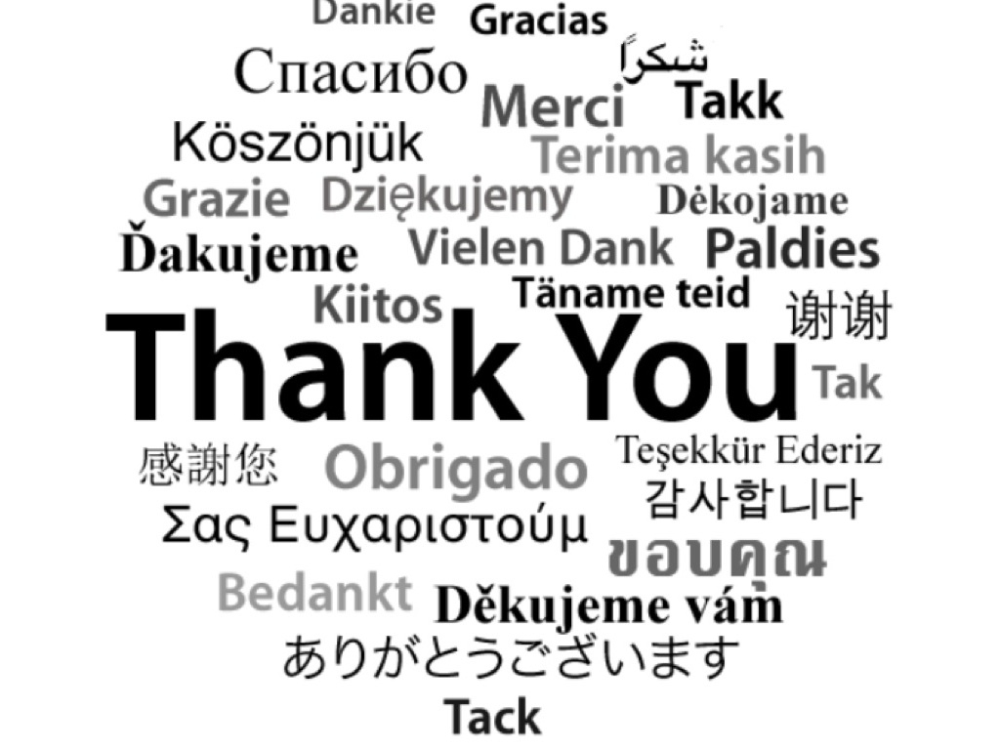 Dankie
Gracias
Спасибо
شكراً
Merci
Takk
Köszönjük
Terima kasih
Grazie
Dziękujemy
Dėkojame
Ďakujeme
Vielen Dank
Paldies
Kiitos
Täname teid
谢谢
Thank You
Tak
感謝您
Obrigado
Teşekkür Ederiz
감사합니다
Σας Ευχαριστούμ
ขอบคุณ
Bedankt
Děkujeme vám
ありがとうございます
Tack